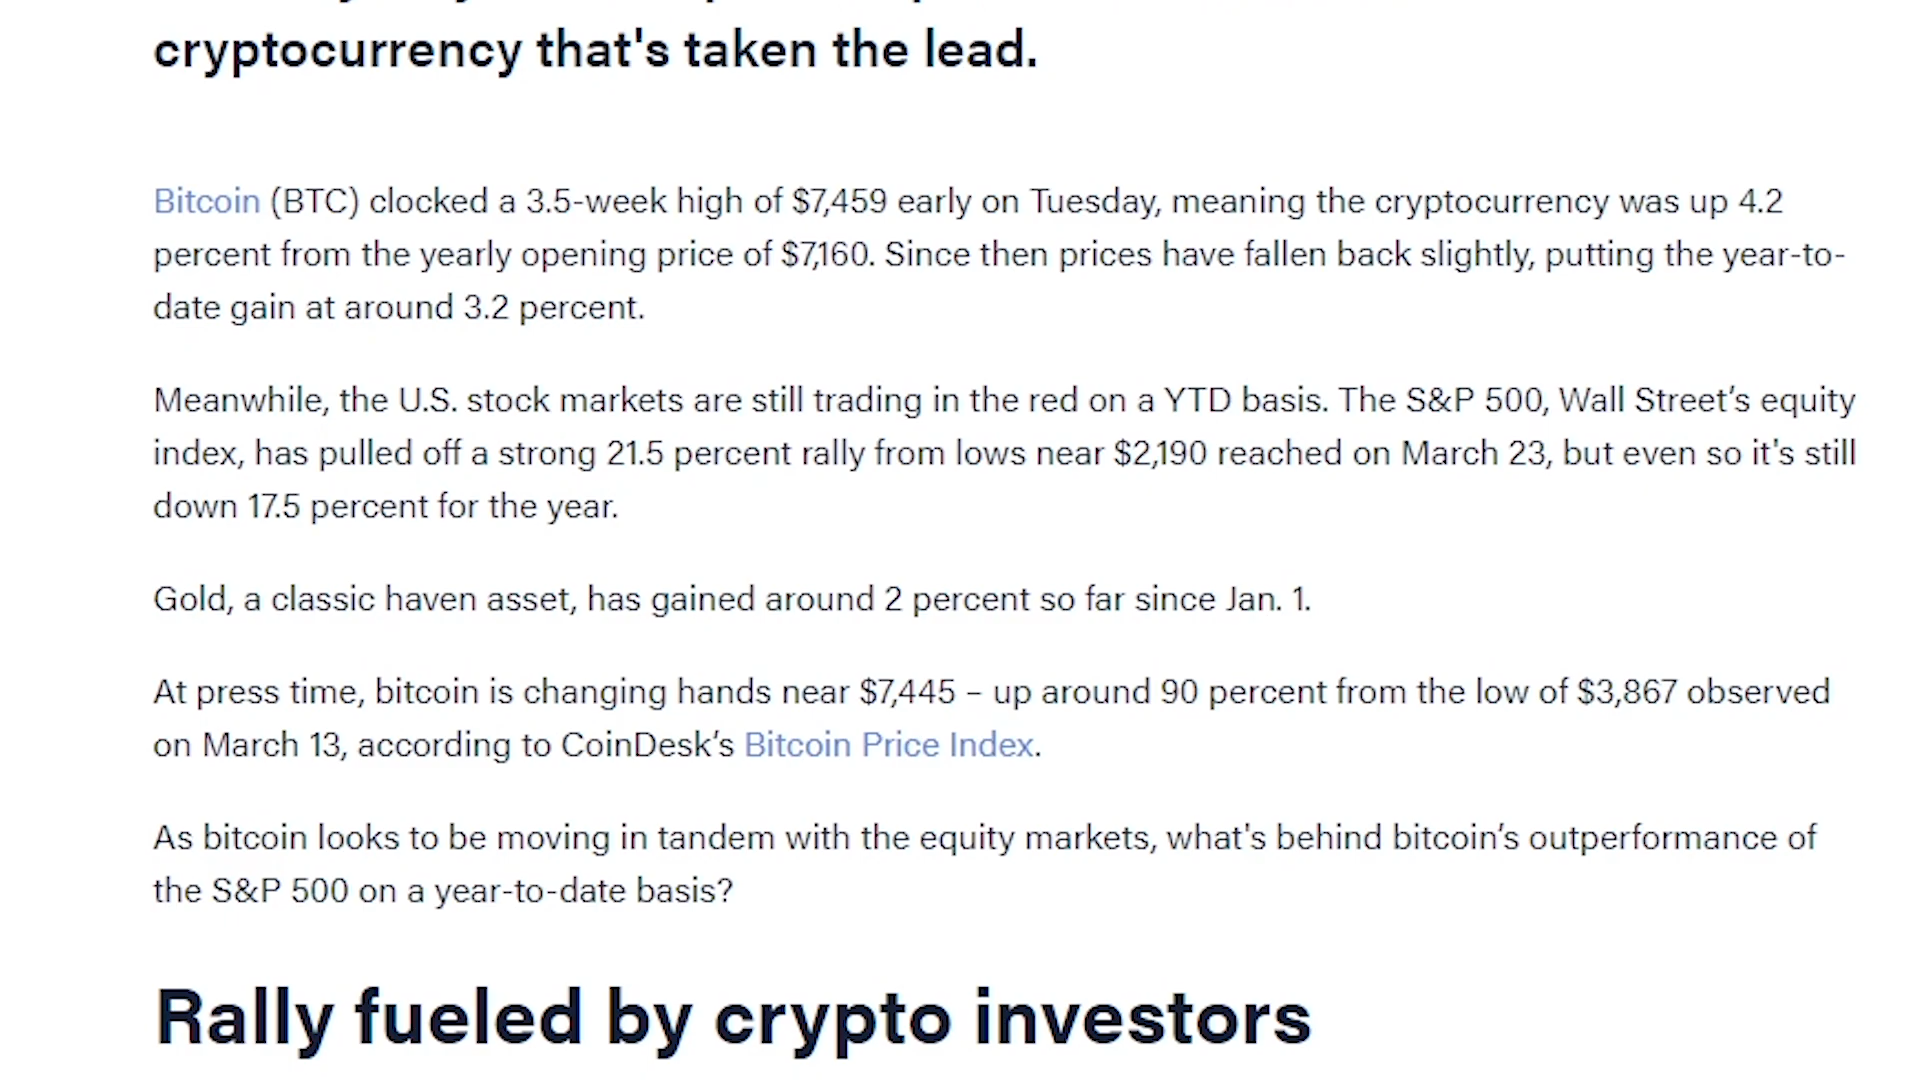 cryptocurrency that's taken the lead.
Bitcoin (BTC) clocked a 3.5-week high of $7,459 early on Tuesday, meaning the cryptocurrency was up 4.2
percent from the yearly opening price of $7,160. Since then prices have fallen back slightly, putting the year-to-
date gain at around 3.2 percent.
Meanwhile, the U.S. stock markets are still trading in the red on a YTD basis. The S&P 500, Wall Street’s equity
index, has pulled off a strong 21.5 percent rally from lows near $2,190 reached on March 23, but even so it's still
down 17.5 percent for the year.
Gold, a classic haven asset, has gained around 2 percent so far since Jan. 1.
At press time, bitcoin is changing hands near $7,445 – up around 90 percent from the low of $3,867 observed
on March 13, according to CoinDesk’s Bitcoin Price Index.
As bitcoin looks to be moving in tandem with the equity markets, what's behind bitcoin’s outperformance of
the S&P 500 on a year-to-date basis?
Rally fueled by crypto investors